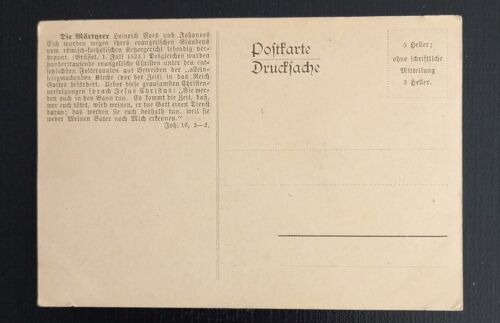 Die Märtyrer Heinrich Voes und Johannes
Esch wurden wegen ihres evangelischen Glaubens
vom römisch-katholischen Ketzergericht lebendig ver-
brannt. (Brüssel, 1. Juli 1523.) Desgleichen wurden
hunderttausende evangelische Christen unter den ent-
setzlichsten Folterqualen auf Betreiben der „allein-
seligmachenden Kirche (vor der Zeit) in das Reich
Gottes befördert. Ueber diese grausamsten Christen-
verfolgungen sprach Jesus Christus: „Sie wer-
den euch in den Bann tun. Es kommt die Zeit, daß,
wer euch tötet, wird meinen, er tue Gott einen Dienst
daran; das werden sie euch deshalb tun, weil sie
weder Meinen Vater noch Mich erkennen.“
Joh. 16, 2—3.
Postkarte
Drucksache
5 Heller;
ohne schriftliche
Mitteilung
3 Heller.